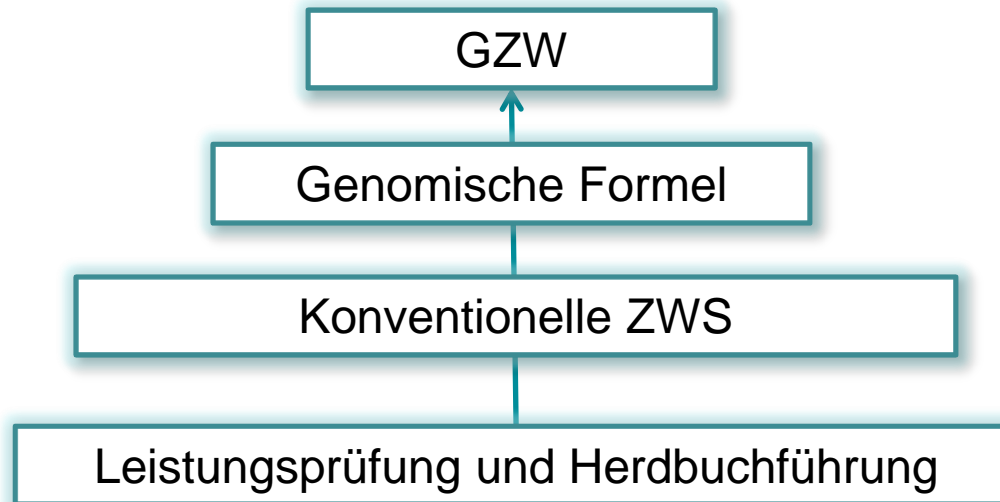 GZW
Genomische Formel
Konventionelle ZWS
Leistungsprüfung und Herdbuchführung